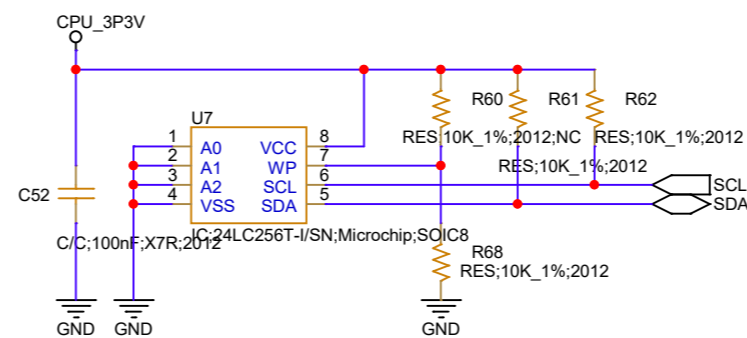 CPU_3P3V
R60
R61
R62
U7
RES;10K_1%;2012;NC
RES;10K_1%;2012
RES;10K_1%;2012
1 A0 VCC 8
2 A1 WP 7
3 A2 SCL 6
4 VSS SDA 5
SCL
SDA
C52
C/C;100nF;X7R;2012
IC;24LC256T-I/SN;Microchip;SOIC8
R68
RES;10K_1%;2012
GND
GND
GND